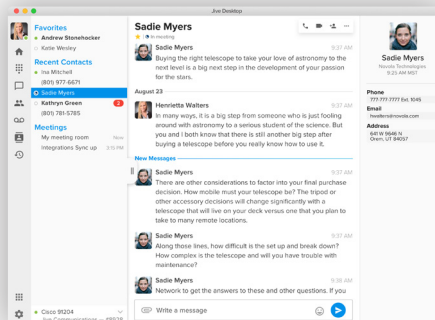 Jive Desktop
Favorites
Andrew Stonehocker
Katie Wesley
Recent Contacts
Ina Mitchell
(801) 977-6671
Sadie Myers
Kathryn Green 2
(801) 781-5785
Meetings
My meeting room Now
Integrations Sync up 3:15 PM
Cisco 91204
Jive Communications
Sadie Myers
In meeting
Sadie Myers 9:37 AM
Buying the right telescope to take your love of astronomy to the
next level is a big next step in the development of your passion
for the stars.
August 23
Henrietta Walters 9:37 AM
In many ways, it is a big step from someone who is just fooling
around with astronomy to a serious student of the science. But
you and I both know that there is still another big step after
buying a telescope before you really know how to use it.
New Messages
Sadie Myers 9:37 AM
There are other considerations to factor into your final purchase
decision. How mobile must your telescope be? The tripod or
other accessory decisions will change significantly with a
telescope that will live on your deck versus one that you plan to
take to many remote locations.
Sadie Myers 9:37 AM
Along those lines, how difficult is the set up and break down?
How complex is the telescope and will you have trouble with
maintenance?
Sadie Myers 9:38 AM
Network to get the answers to these and other questions. If you
Write a message
Sadie Myers
Novato Technologies
9:25 AM MST
Phone
777 777-7777 Ext. 1045
Email
Address
641 W 9646 N
Orem, UT 84057